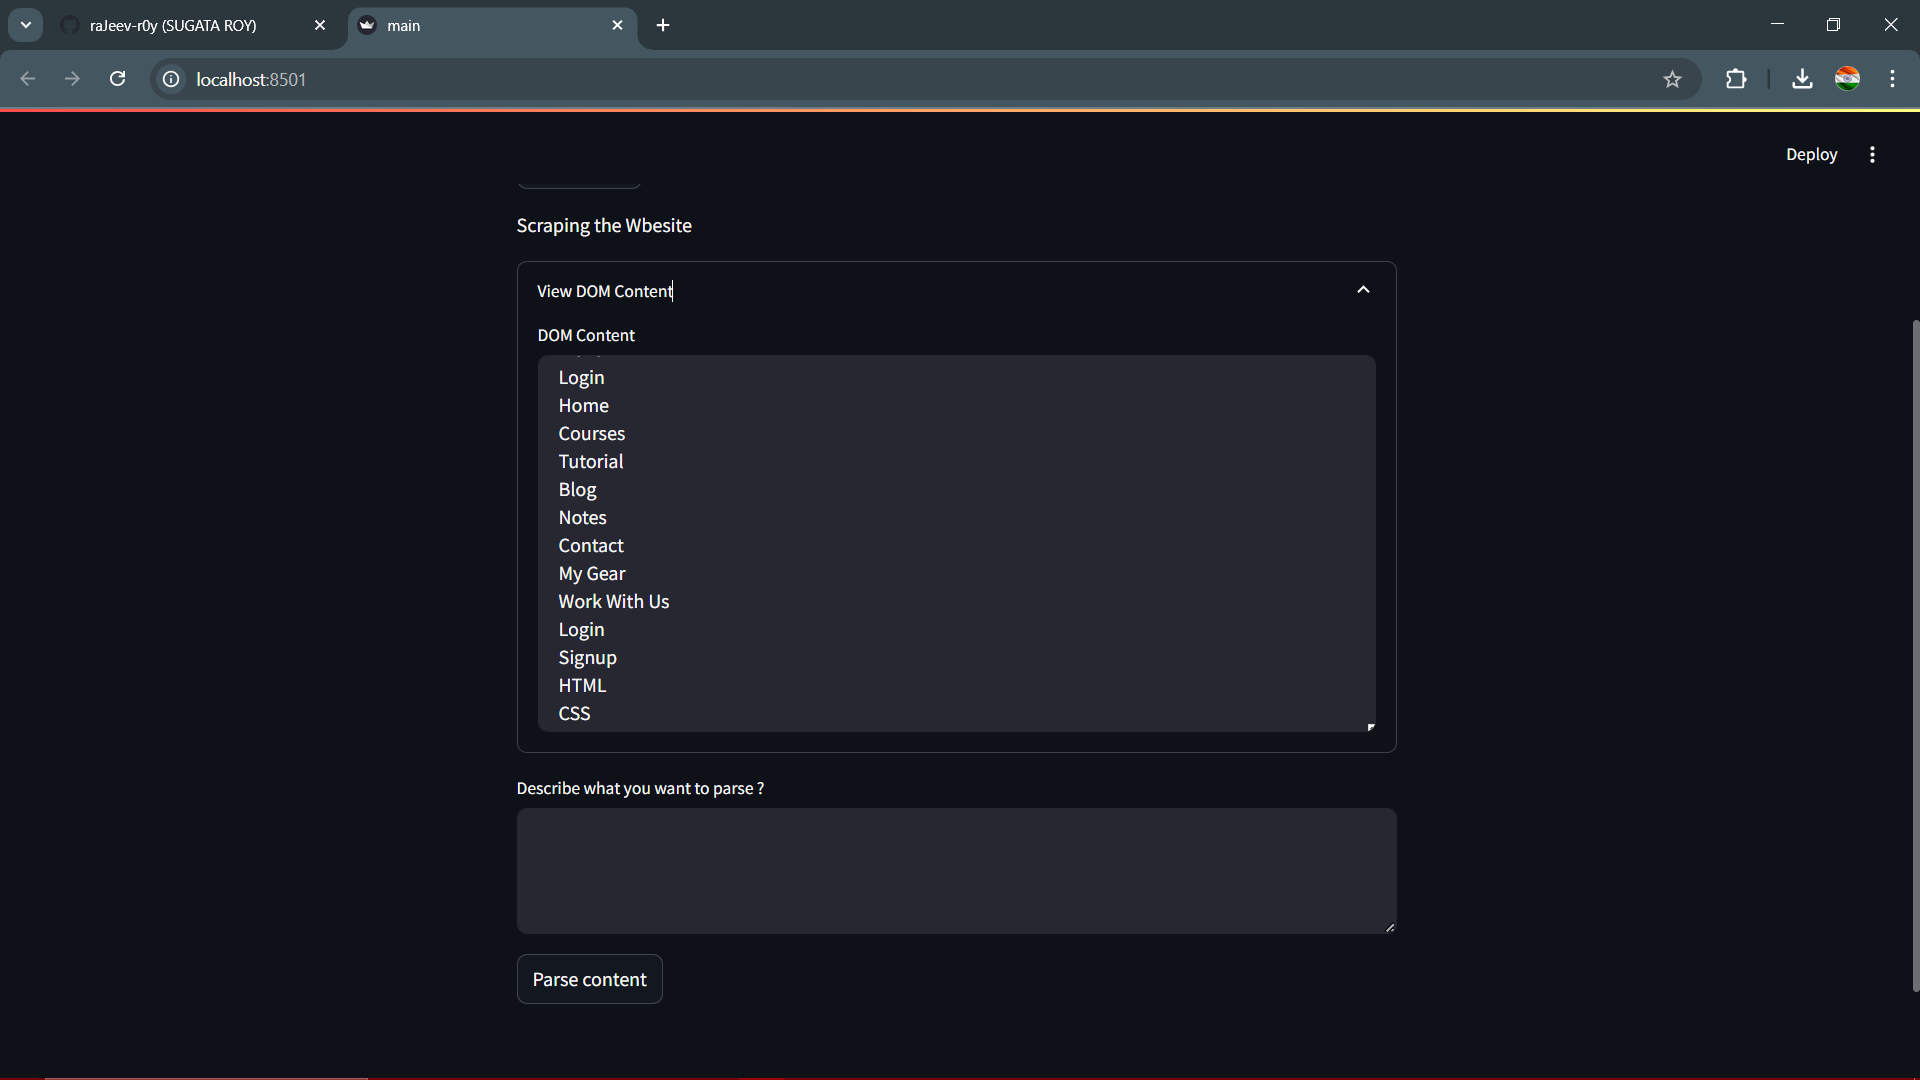 raJeev-r0y (SUGATA ROY)
main
localhost:8501
Deploy
Scraping the Wbesite
View DOM Content
DOM Content
Login
Home
Courses
Tutorial
Blog
Notes
Contact
My Gear
Work With Us
Login
Signup
HTML
CSS
Describe what you want to parse ?
Parse content